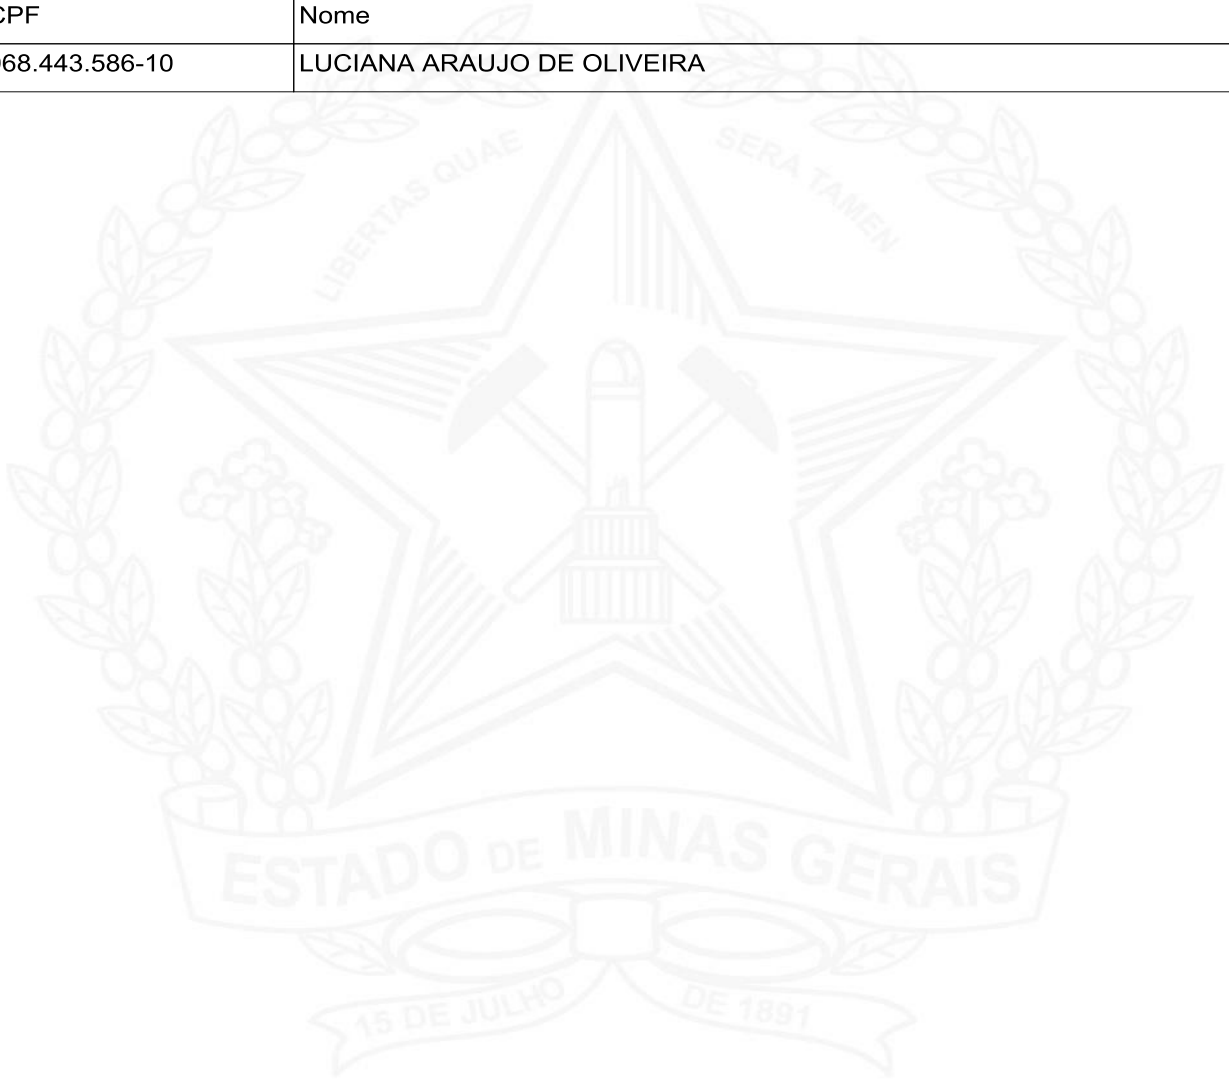 CPF Nome
068.443.586-10 LUCIANA ARAUJO DE OLIVEIRA
LIBERTAS QUAE SERA TAMEN
ESTADO DE MINAS GERAIS
15 DE JULHO DE 1891